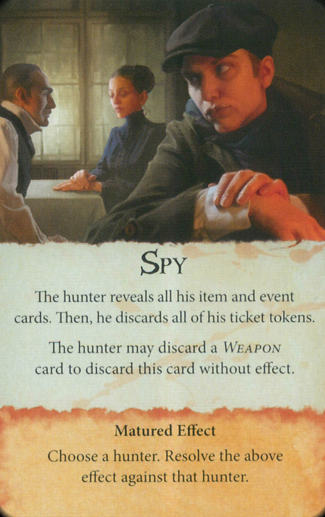 SPY
The hunter reveals all his item and event
cards. Then, he discards all of his ticket tokens.
The hunter may discard a WEAPON
card to discard this card without effect.
Matured Effect
Choose a hunter. Resolve the above
effect against that hunter.